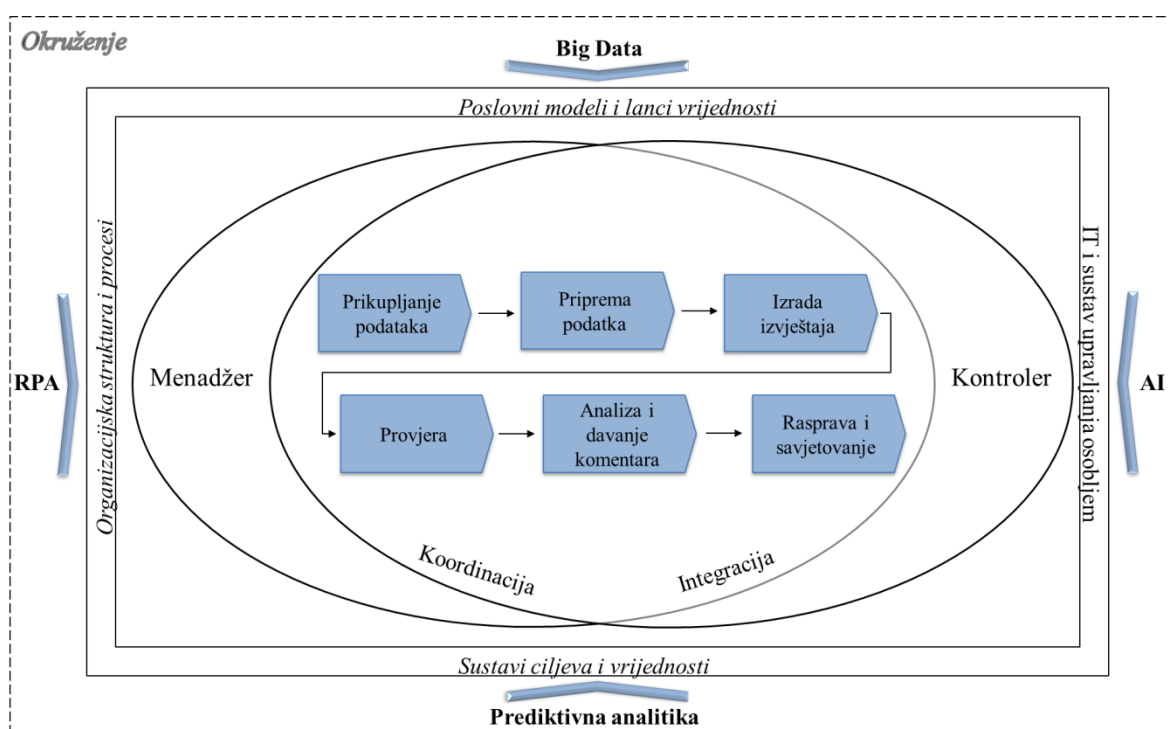 Okruženje
Big Data
Poslovni modeli i lanci vrijednosti
Organizacijska struktura i procesi
IT i sustav upravljanja osobljem
RPA
AI
Menadžer
Kontroler
Prikupljanje
podataka
Priprema
podatka
Izrada
izvještaja
Provjera
Analiza i
davanje
komentara
Rasprava i
savjetovanje
Koordinacija
Integracija
Sustavi ciljeva i vrijednosti
Prediktivna analitika